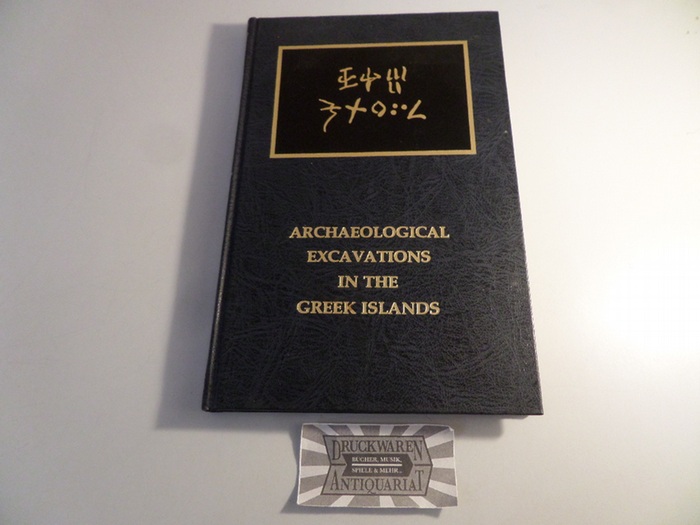 ARCHAEOLOGICAL
EXCAVATIONS
IN THE
GREEK ISLANDS
DRUCKWAREN
BÜCHER, MUSIK,
SPIELE & MEHR...
ANTIQUARIAT